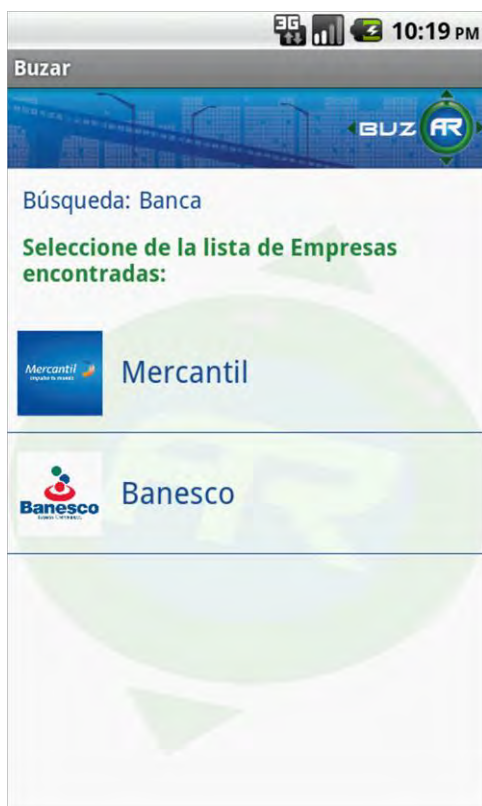 3G 10:19 PM
Buzar
BUZ AR
Búsqueda: Banca
Seleccione de la lista de Empresas
encontradas:
Mercantil
Mercantil
Banesco
Banesco